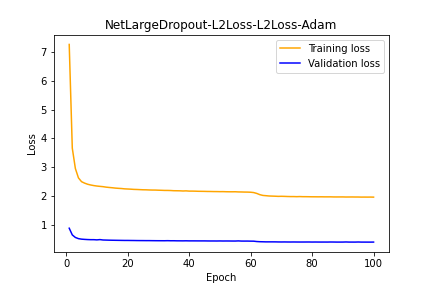 NetLargeDropout-L2Loss-L2Loss-Adam
Training loss
Validation loss
7
6
5
4
3
2
1
Loss
0 20 40 60 80 100
Epoch